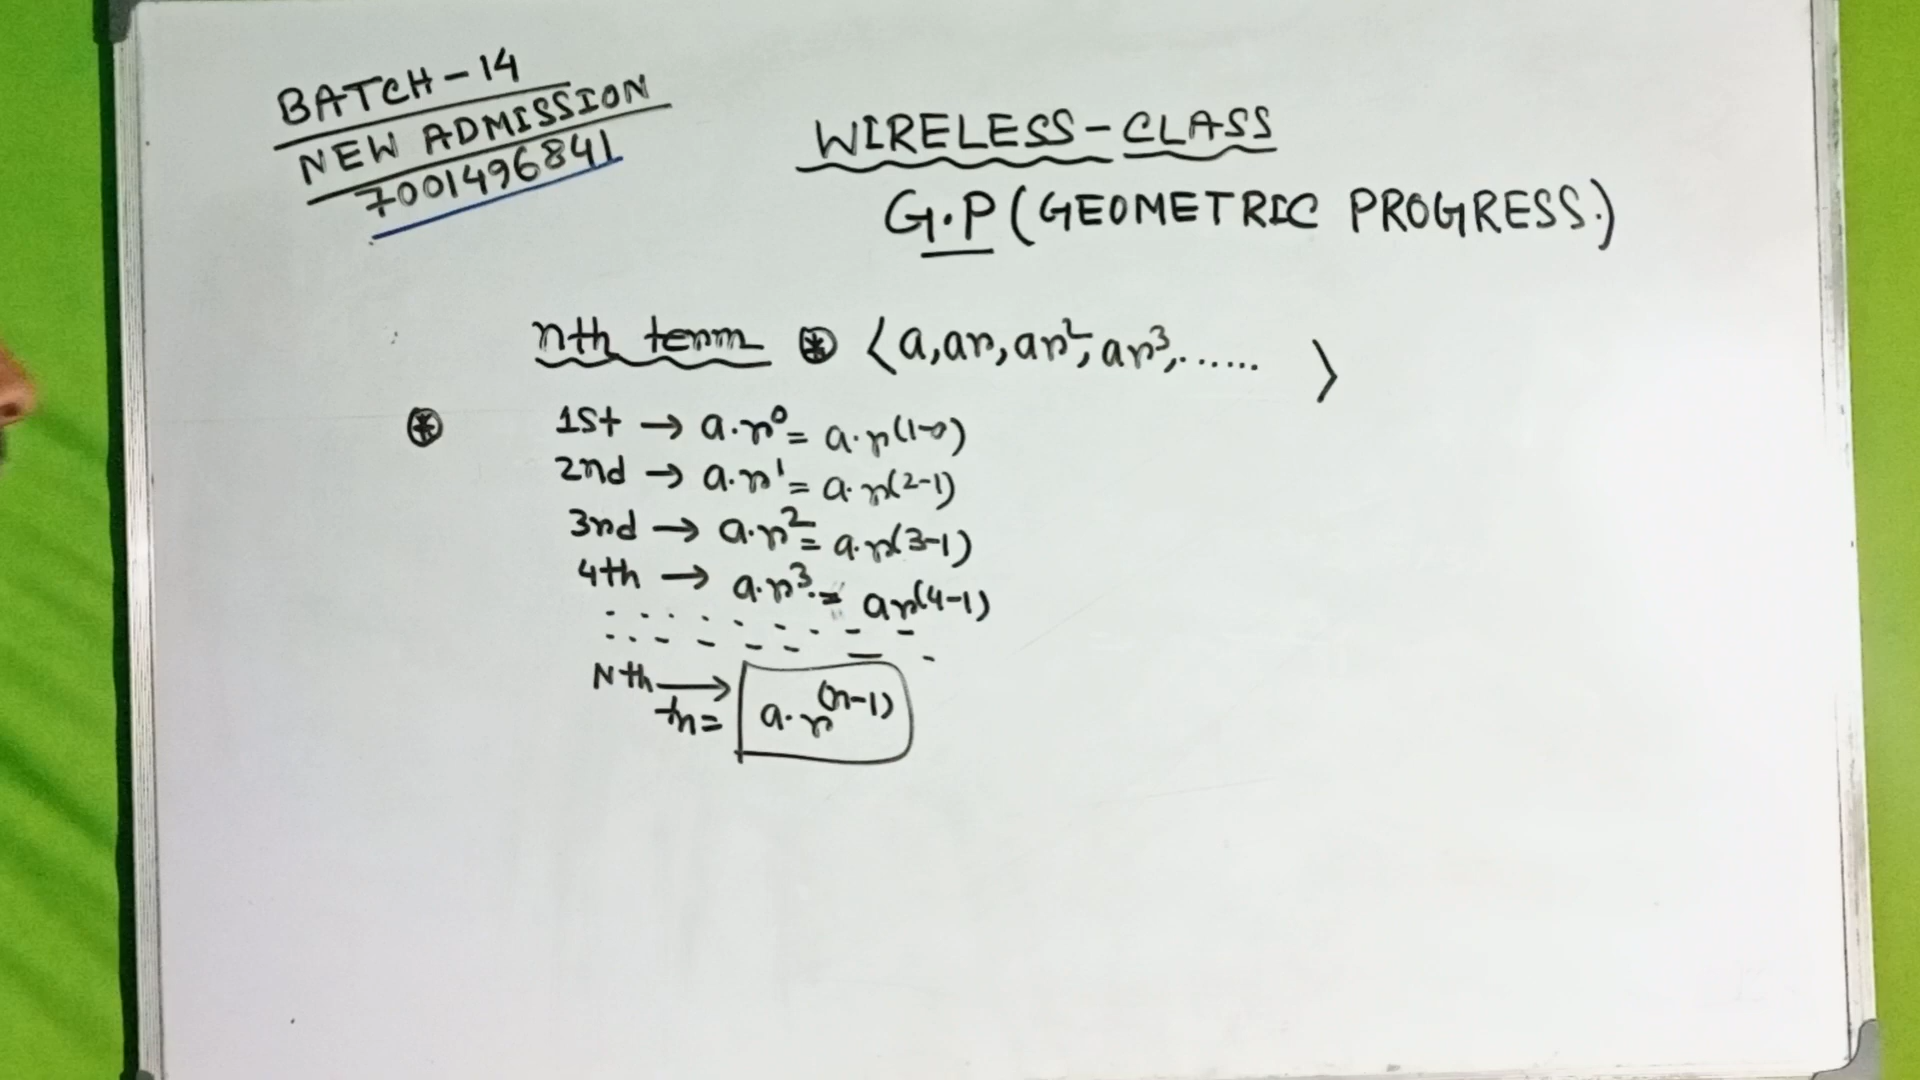 BATCH-14
NEW ADMISSION
7001496841
WIRELESS-CLASS
G.P (GEOMETRIC PROGRESS.)
nth term ⊛ ⟨a, ar, ar², ar³, ...... ⟩
⊛ 1st → a.r⁰ = a.r(1-0)
2nd → a.r¹ = a.r(2-1)
3rd → a.r² = a.r(3-1)
4th → a.r³ = ar(4-1)
Nth → tn = a.r^(n-1)